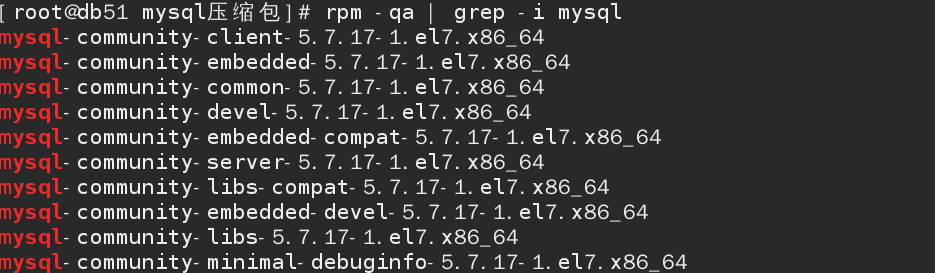 [root@db51 mysql压缩包]# rpm -qa | grep -i mysql
mysql-community-client-5.7.17-1.el7.x86_64
mysql-community-embedded-5.7.17-1.el7.x86_64
mysql-community-common-5.7.17-1.el7.x86_64
mysql-community-devel-5.7.17-1.el7.x86_64
mysql-community-embedded-compat-5.7.17-1.el7.x86_64
mysql-community-server-5.7.17-1.el7.x86_64
mysql-community-libs-compat-5.7.17-1.el7.x86_64
mysql-community-embedded-devel-5.7.17-1.el7.x86_64
mysql-community-libs-5.7.17-1.el7.x86_64
mysql-community-minimal-debuginfo-5.7.17-1.el7.x86_64